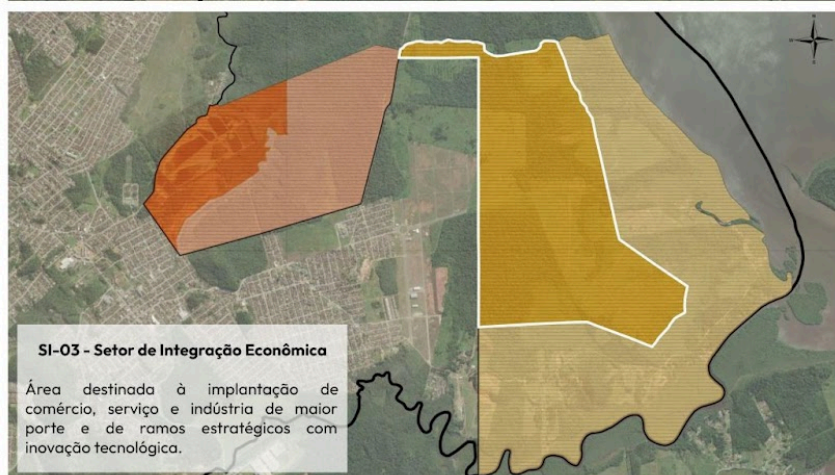 SI-03 - Setor de Integração Econômica
Área destinada à implantação de
comércio, serviço e indústria de maior
porte e de ramos estratégicos com
inovação tecnológica.